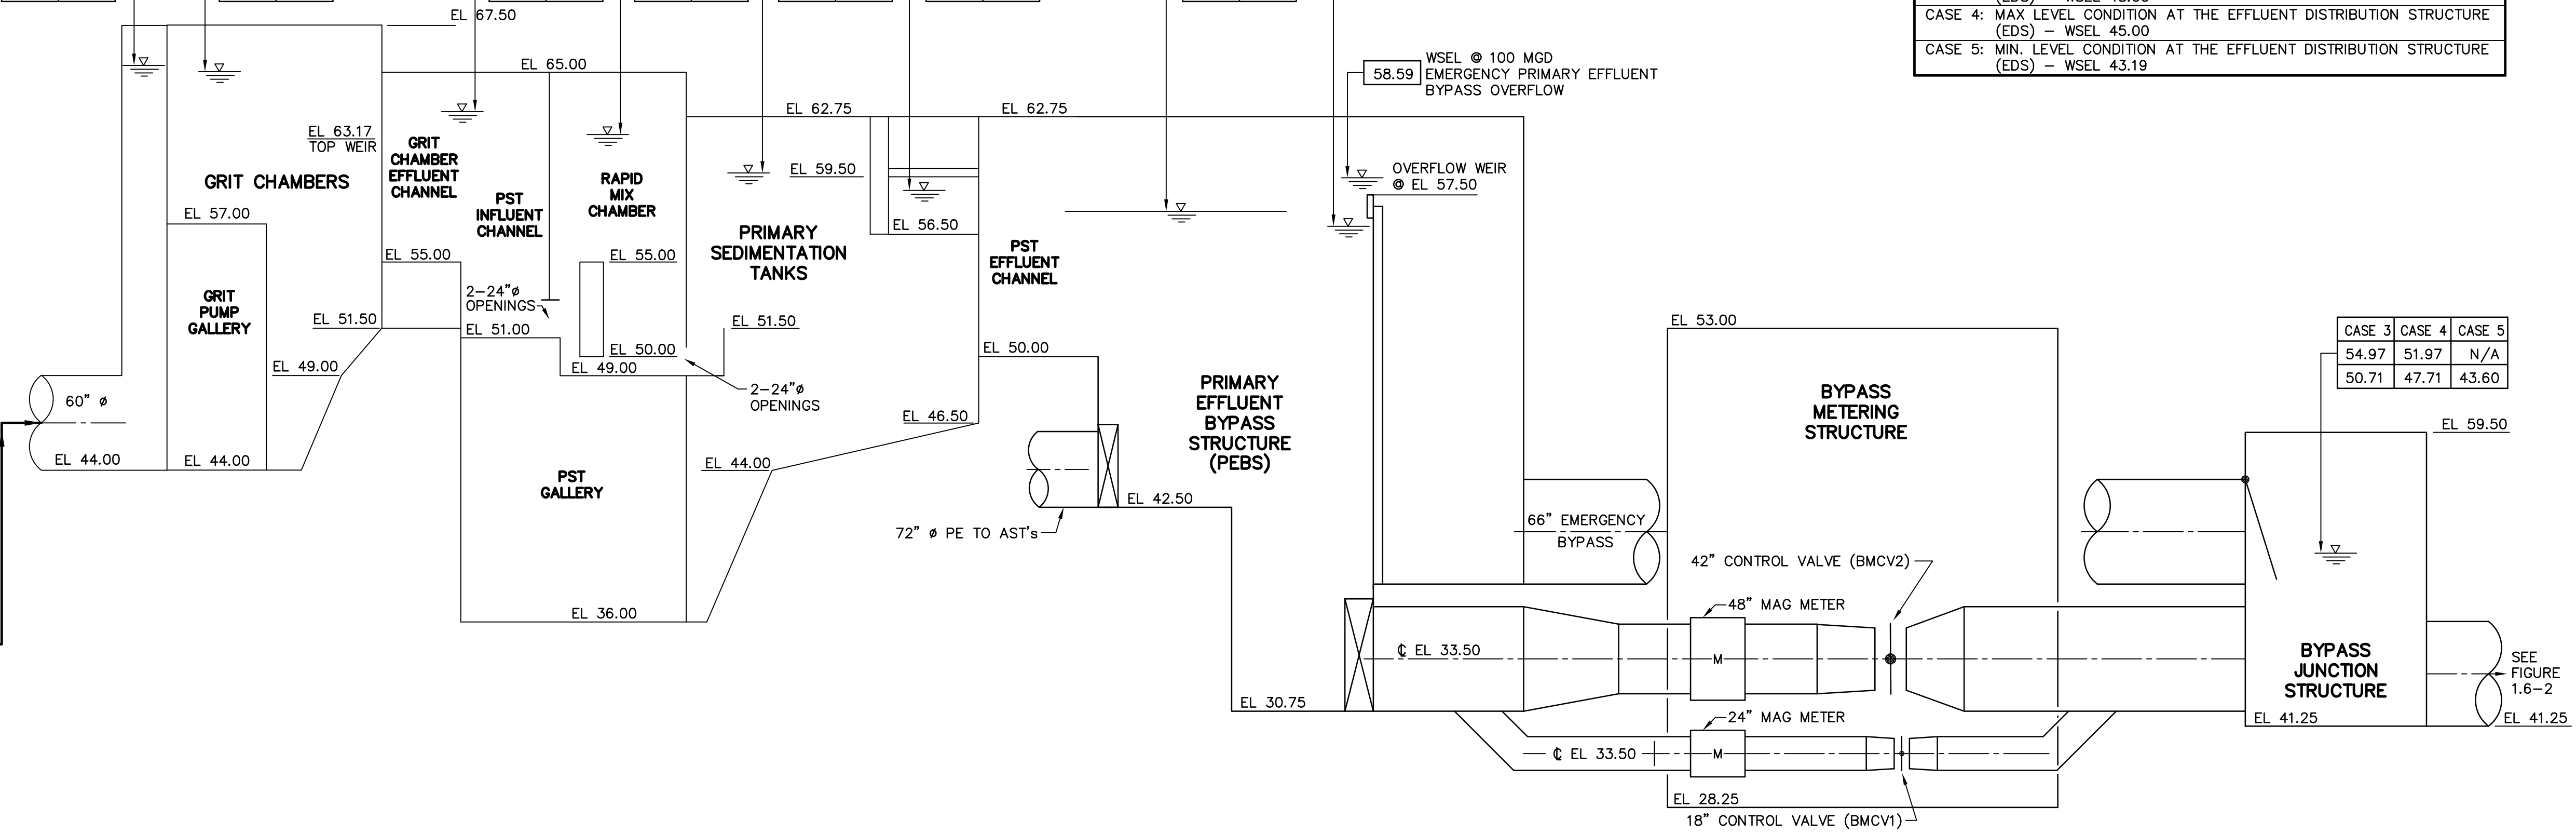 EL 67.50
(EDS) – WSEL
CASE 4: MAX LEVEL CONDITION AT THE EFFLUENT DISTRIBUTION STRUCTURE
(EDS) – WSEL 45.00
CASE 5: MIN. LEVEL CONDITION AT THE EFFLUENT DISTRIBUTION STRUCTURE
(EDS) – WSEL 43.19
EL 65.00
58.59
WSEL @ 100 MGD
EMERGENCY PRIMARY EFFLUENT
BYPASS OVERFLOW
EL 62.75
EL 62.75
EL 63.17
TOP WEIR
GRIT
CHAMBER
EFFLUENT
CHANNEL
GRIT CHAMBERS
PST
INFLUENT
CHANNEL
RAPID
MIX
CHAMBER
EL 59.50
OVERFLOW WEIR
@ EL 57.50
EL 57.00
EL 56.50
PRIMARY
SEDIMENTATION
TANKS
PST
EFFLUENT
CHANNEL
EL 55.00
EL 55.00
GRIT
PUMP
GALLERY
2–24"ø
OPENINGS
EL 51.50
EL 51.00
EL 51.50
EL 50.00
EL 50.00
EL 49.00
EL 49.00
2–24"ø
OPENINGS
EL 53.00
CASE 3 CASE 4 CASE 5
54.97 51.97 N/A
50.71 47.71 43.60
60" ø
EL 46.50
EL 44.00
EL 44.00
EL 44.00
PST
GALLERY
PRIMARY
EFFLUENT
BYPASS
STRUCTURE
(PEBS)
BYPASS
METERING
STRUCTURE
EL 59.50
EL 42.50
72" ø PE TO AST's
66" EMERGENCY
BYPASS
42" CONTROL VALVE (BMCV2)
EL 36.00
48" MAG METER
℄ EL 33.50
M
BYPASS
JUNCTION
STRUCTURE
SEE
FIGURE
1.6–2
EL 30.75
24" MAG METER
EL 41.25
EL 41.25
℄ EL 33.50
M
EL 28.25
18" CONTROL VALVE (BMCV1)